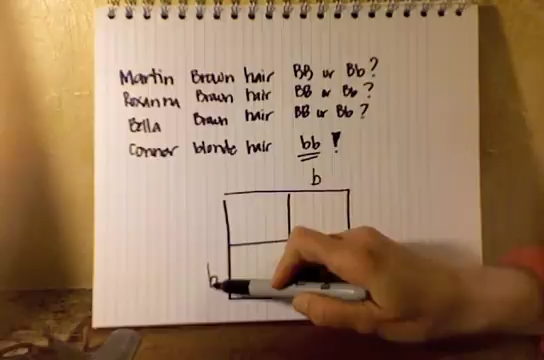 Martin Brown hair BB or Bb?
Roxanna Brown hair BB or Bb?
Bella Brown hair BB or Bb?
Conner blonde hair bb!
b
b